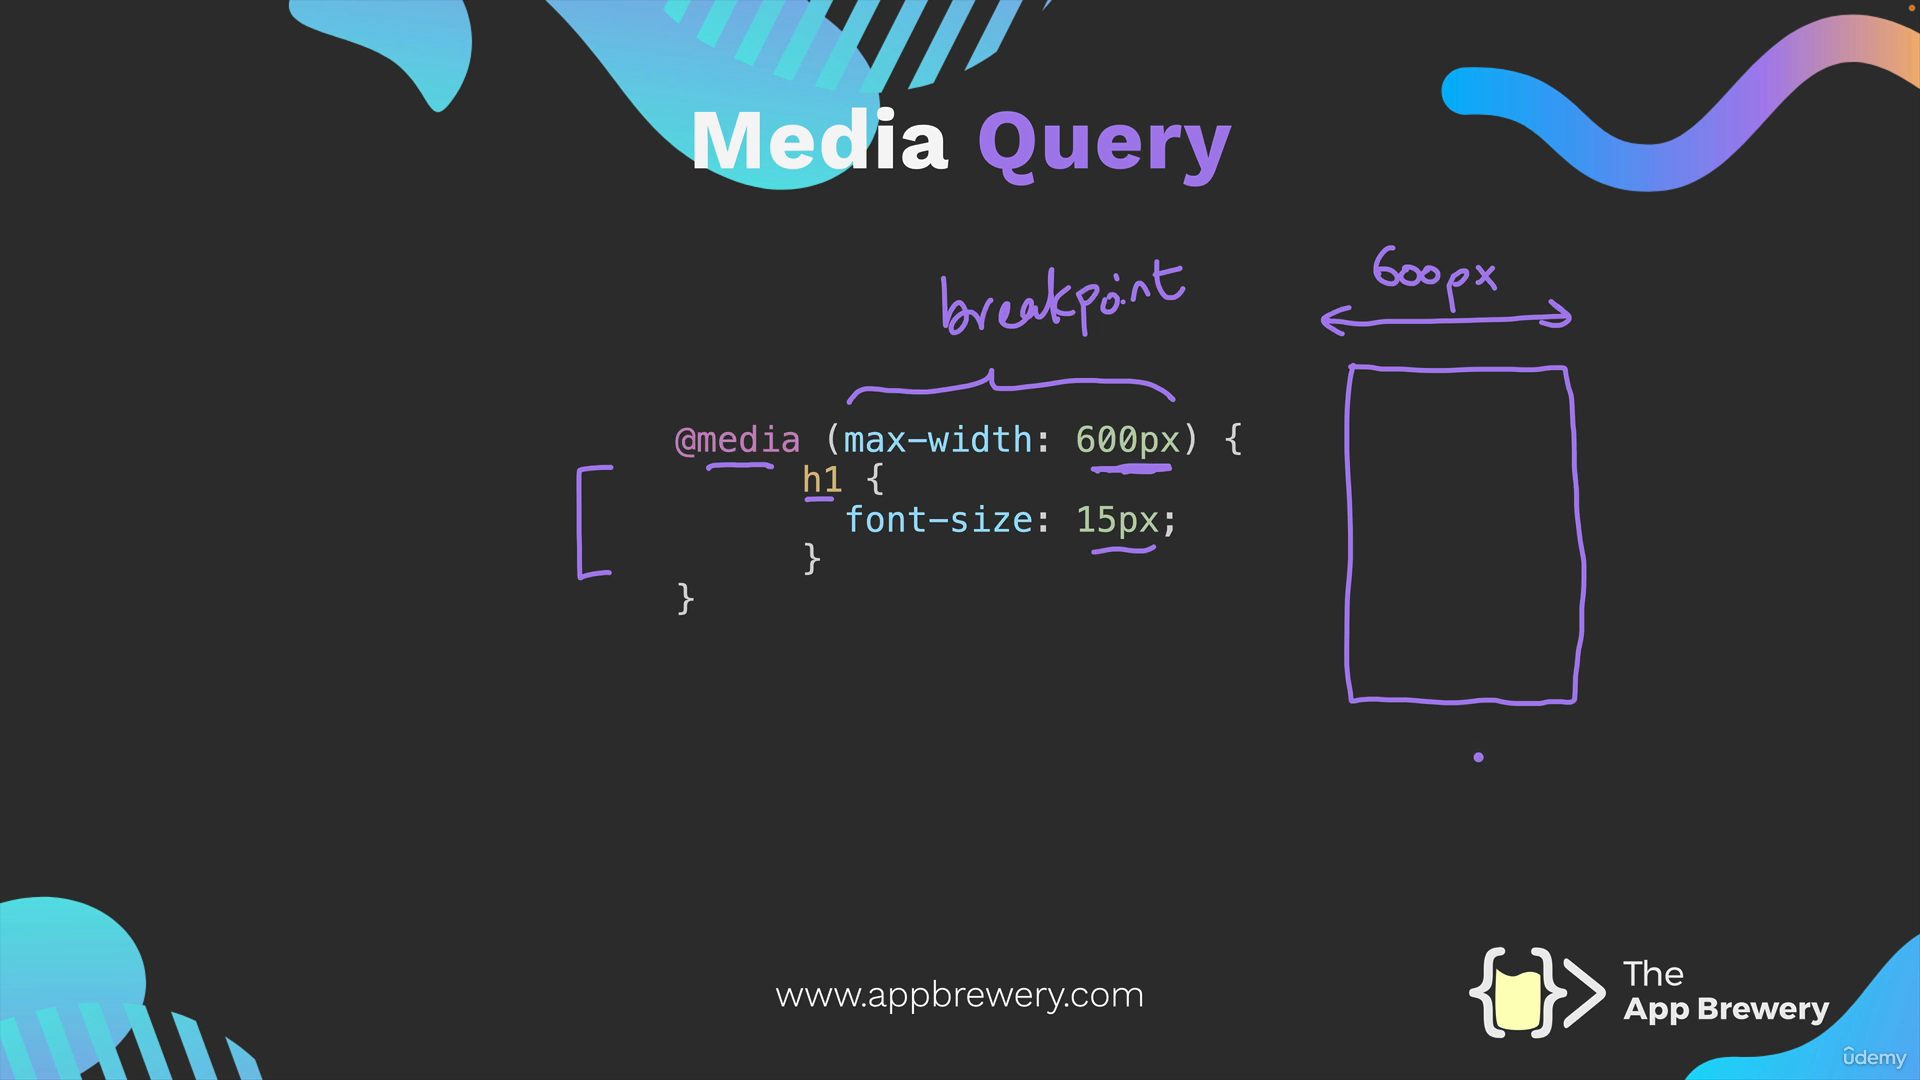 Media Query
breakpoint
600px
@media (max-width: 600px) {
h1 {
font-size: 15px;
}
}
www.appbrewery.com
The
App Brewery
udemy